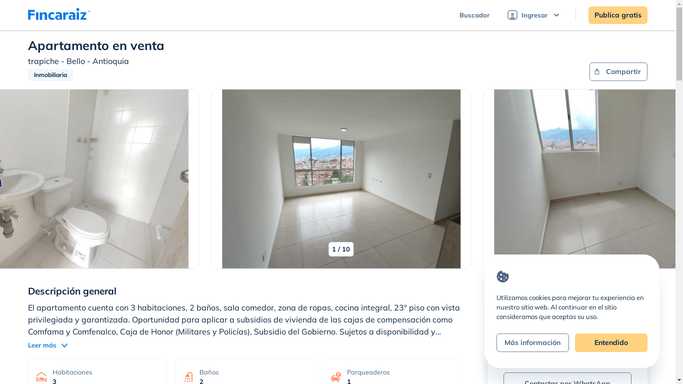 Fincaraiz
Buscador
Ingresar
Publica gratis
Apartamento en venta
trapiche - Bello - Antioquia
Inmobiliaria
Compartir
1 / 10
Descripción general
El apartamento cuenta con 3 habitaciones, 2 baños, sala comedor, zona de ropas, cocina integral, 23° piso con vista
privilegiada y garantizada. Oportunidad para aplicar a subsidios de vivienda de las cajas de compensación como
Comfama y Comfenalco, Caja de Honor (Militares y Policías), Subsidio del Gobierno. Sujetos a disponibilidad y...
Leer más
Habitaciones
3
Baños
2
Parqueaderos
1
Utilizamos cookies para mejorar tu experiencia en
nuestro sitio web. Al continuar en el sitio
consideramos que aceptas su uso.
Más información
Entendido
Contactar por WhatsApp